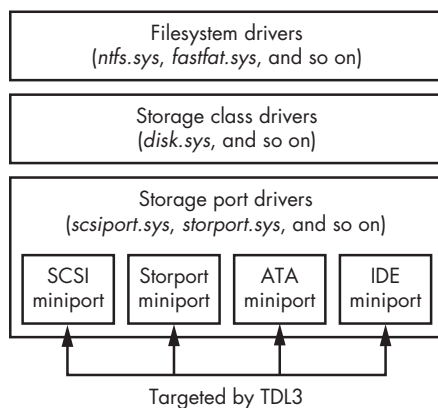 Filesystem drivers
(ntfs.sys, fastfat.sys, and so on)
Storage class drivers
(disk.sys, and so on)
Storage port drivers
(scsiport.sys, storport.sys, and so on)
SCSI
miniport
Storport
miniport
ATA
miniport
IDE
miniport
Targeted by TDL3